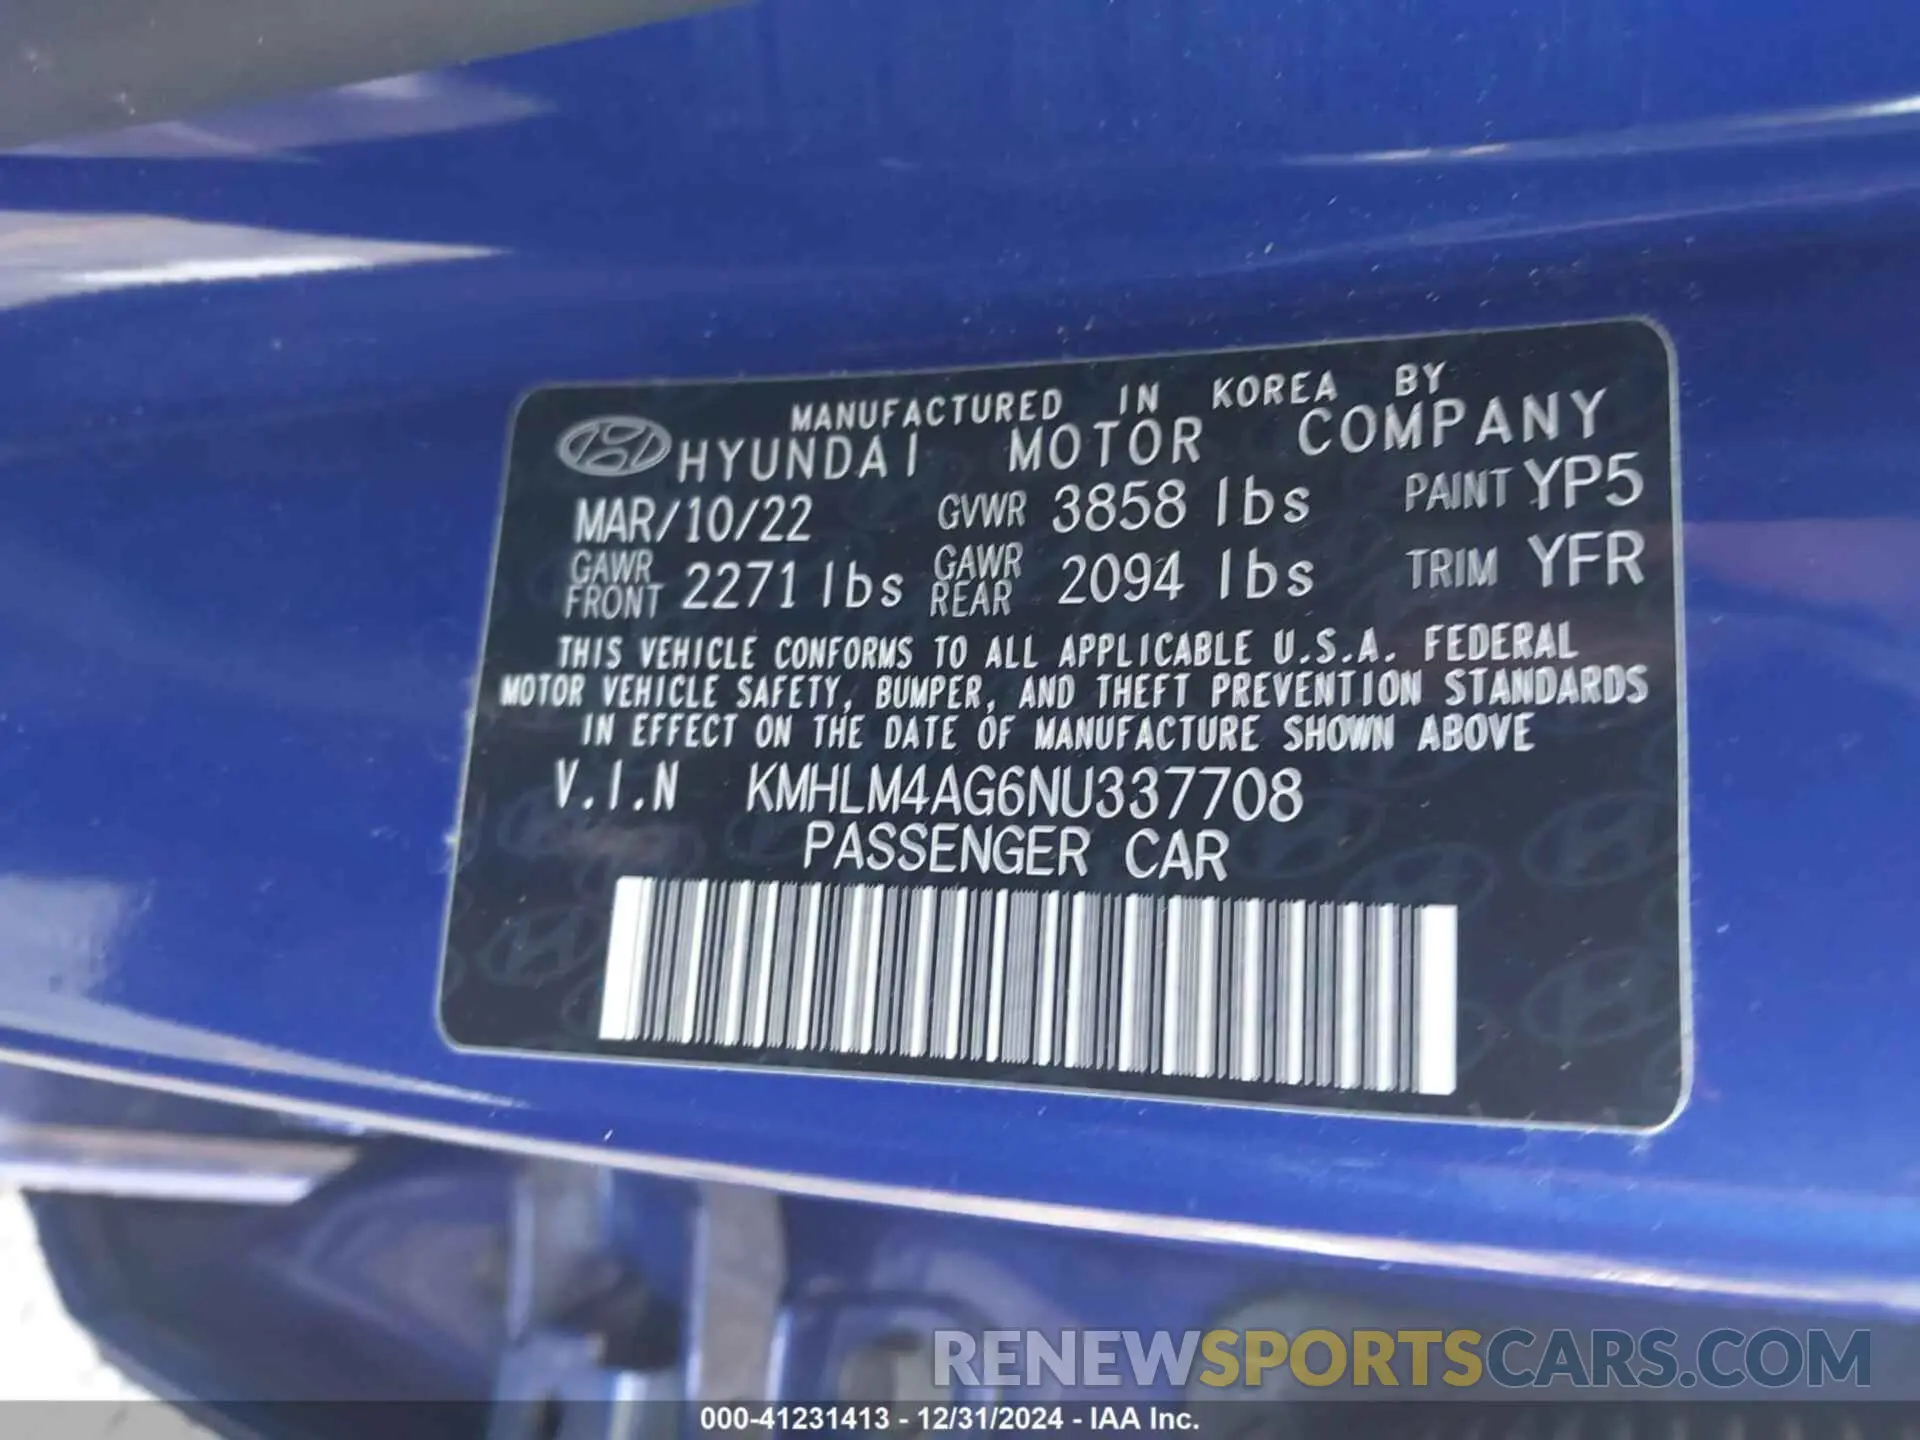 MANUFACTURED IN KOREA BY
HYUNDAI MOTOR COMPANY
MAR/10/22 GVWR 3858 lbs PAINT YP5
GAWR FRONT 2271 lbs GAWR REAR 2094 lbs TRIM YFR
THIS VEHICLE CONFORMS TO ALL APPLICABLE U.S.A. FEDERAL
MOTOR VEHICLE SAFETY, BUMPER, AND THEFT PREVENTION STANDARDS
IN EFFECT ON THE DATE OF MANUFACTURE SHOWN ABOVE
V.I.N KMHLM4AG6NU337708
PASSENGER CAR
RENEWSPORTSCARS.COM
000-41231413 - 12/31/2024 - IAA Inc.